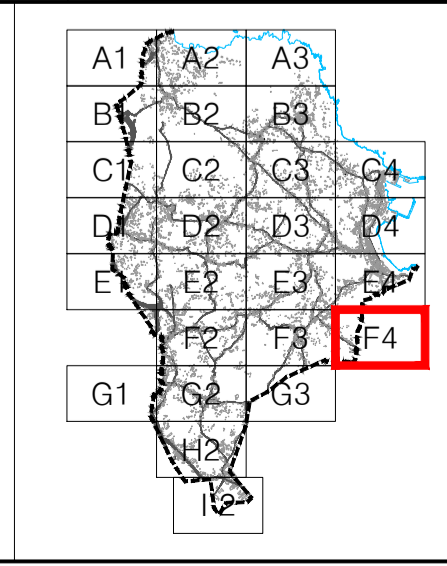 A1 A2 A3
B1 B2 B3
C1 C2 C3 C4
D1 D2 D3 D4
E1 E2 E3 E4
F2 F3 F4
G1 G2 G3
H2
I-2